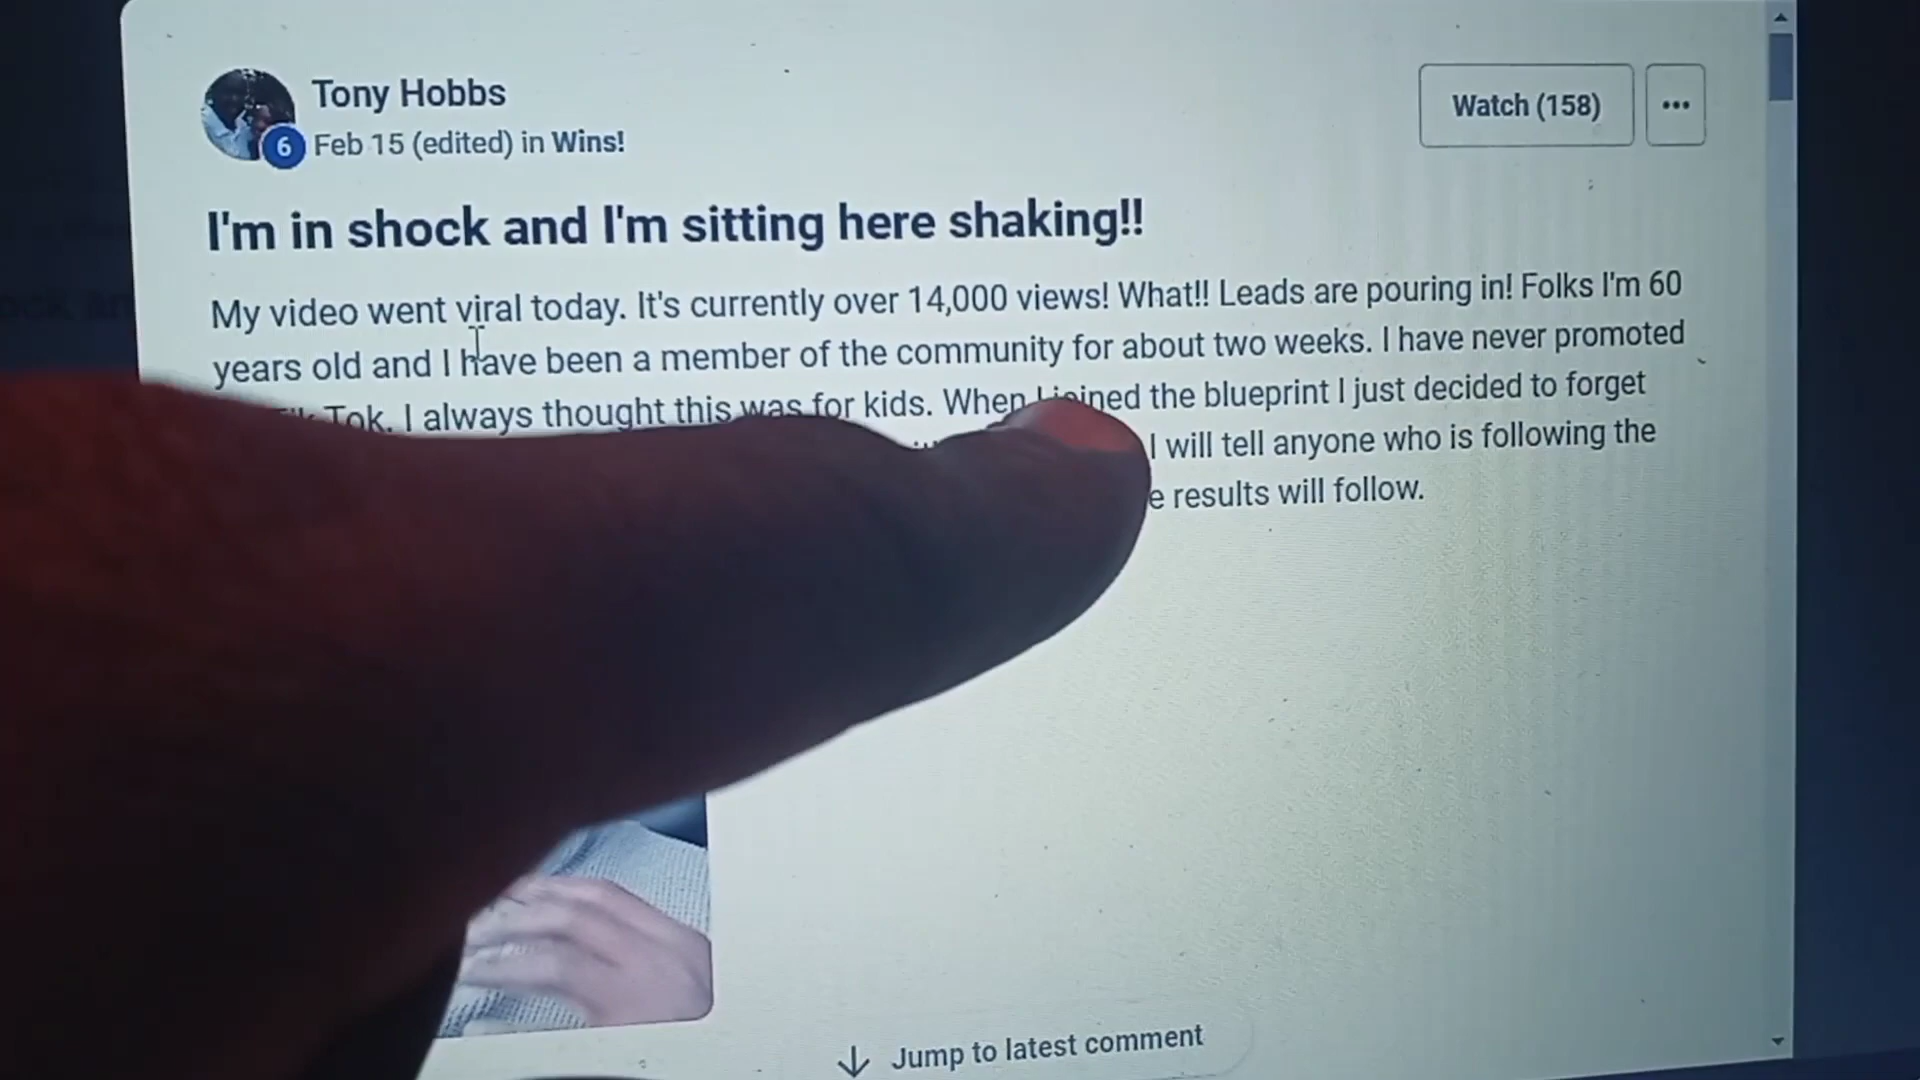 Tony Hobbs
6
Feb 15 (edited) in Wins!
Watch (158)
I'm in shock and I'm sitting here shaking!!
My video went viral today. It's currently over 14,000 views! What!! Leads are pouring in! Folks I'm 60
years old and I have been a member of the community for about two weeks. I have never promoted
Tok. I always thought this was for kids. When I joined the blueprint I just decided to forget
I will tell anyone who is following the
results will follow.
Jump to latest comment